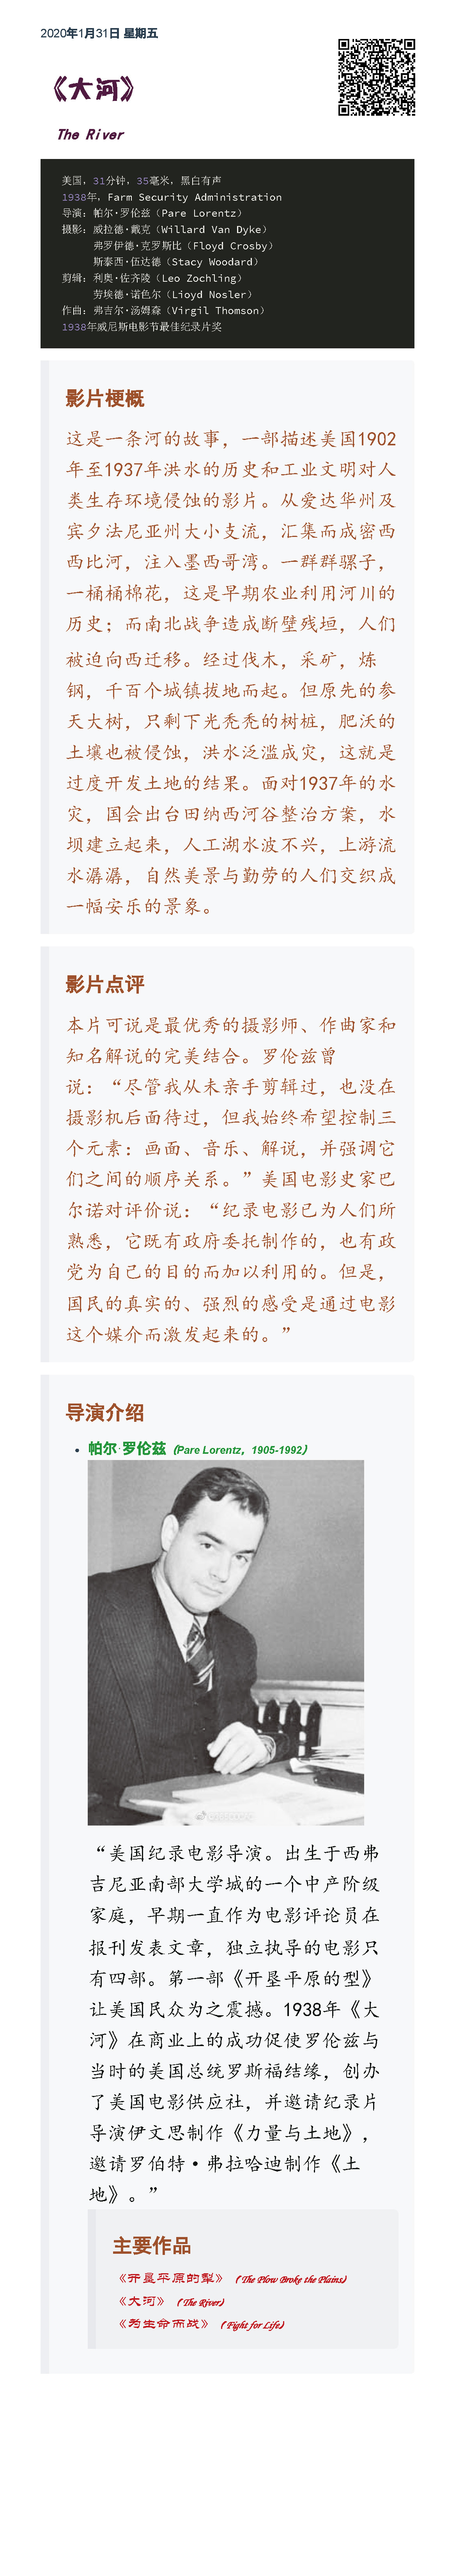 2020年1月31日 星期五
《大河》
The River
美国，31分钟，35毫米，黑白有声
1938年，Farm Security Administration
导演：帕尔·罗伦兹（Pare Lorentz）
摄影：威拉德·戴克（Willard Van Dyke）
弗罗伊德·克罗斯比（Floyd Crosby）
斯泰西·伍达德（Stacy Woodard）
剪辑：利奥·佐齐陵（Leo Zochling）
劳埃德·诺色尔（Lioyd Nosler）
作曲：弗吉尔·汤姆森（Virgil Thomson）
1938年威尼斯电影节最佳纪录片奖
影片梗概
这是一条河的故事，一部描述美国1902
年至1937年洪水的历史和工业文明对人
类生存环境侵蚀的影片。从爱达华州及
宾夕法尼亚州大小支流，汇集而成密西
西比河，注入墨西哥湾。一群群骡子，
一桶桶棉花，这是早期农业利用河川的
历史；而南北战争造成断壁残垣，人们
被迫向西迁移。经过伐木，采矿，炼
钢，千百个城镇拔地而起。但原先的参
天大树，只剩下光秃秃的树桩，肥沃的
土壤也被侵蚀，洪水泛滥成灾，这就是
过度开发土地的结果。面对1937年的水
灾，国会出台田纳西河谷整治方案，水
坝建立起来，人工湖水波不兴，上游流
水潺潺，自然美景与勤劳的人们交织成
一幅安乐的景象。
影片点评
本片可说是最优秀的摄影师、作曲家和
知名解说的完美结合。罗伦兹曾
说：“尽管我从未亲手剪辑过，也没在
摄影机后面待过，但我始终希望控制三
个元素：画面、音乐、解说，并强调它
们之间的顺序关系。”美国电影史家巴
尔诺对评价说：“纪录电影已为人们所
熟悉，它既有政府委托制作的，也有政
党为自己的目的而加以利用的。但是，
国民的真实的、强烈的感受是通过电影
这个媒介而激发起来的。”
导演介绍
• 帕尔·罗伦兹（Pare Lorentz，1905-1992）
“美国纪录电影导演。出生于西弗
吉尼亚南部大学城的一个中产阶级
家庭，早期一直作为电影评论员在
报刊发表文章，独立执导的电影只
有四部。第一部《开垦平原的型》
让美国民众为之震撼。1938年《大
河》在商业上的成功促使罗伦兹与
当时的美国总统罗斯福结缘，创办
了美国电影供应社，并邀请纪录片
导演伊文思制作《力量与土地》，
邀请罗伯特•弗拉哈迪制作《土
地》。”
主要作品
《开垦平原的犁》（The Plow Broke the Plains）
《大河》（The River）
《为生命而战》（Fight for Life）